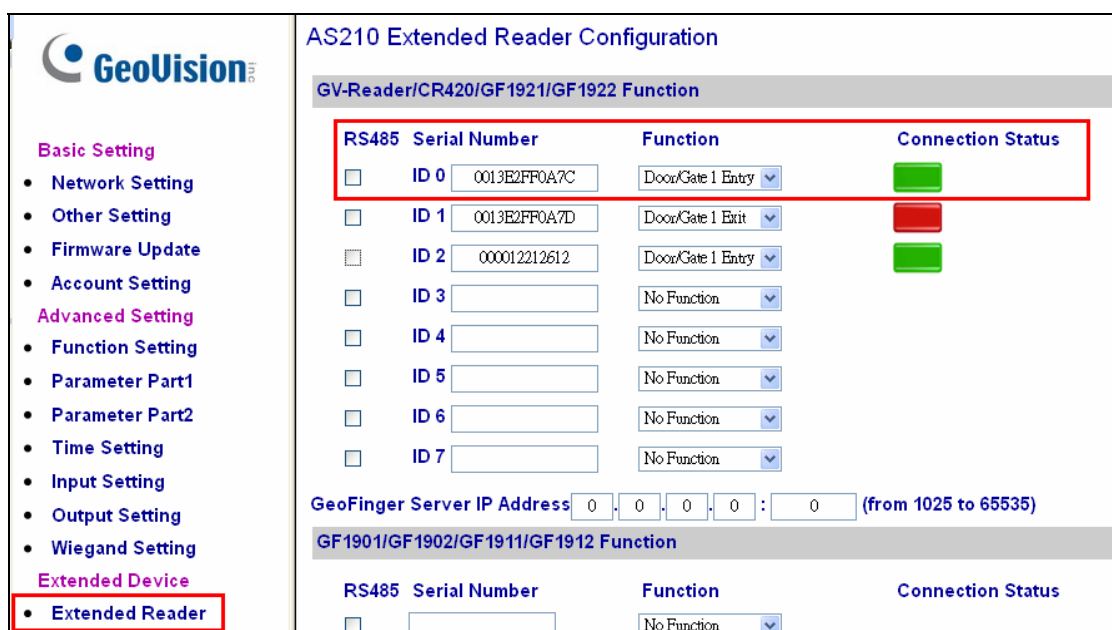 GeoVision inc
Basic Setting
Network Setting
Other Setting
Firmware Update
Account Setting
Advanced Setting
Function Setting
Parameter Part1
Parameter Part2
Time Setting
Input Setting
Output Setting
Wiegand Setting
Extended Device
Extended Reader
AS210 Extended Reader Configuration
GV-Reader/CR420/GF1921/GF1922 Function
RS485 Serial Number Function Connection Status
ID 0 0013E2FF0A7C Door/Gate 1 Entry
ID 1 0013E2FF0A7D Door/Gate 1 Exit
ID 2 000012212612 Door/Gate 1 Entry
ID 3 No Function
ID 4 No Function
ID 5 No Function
ID 6 No Function
ID 7 No Function
GeoFinger Server IP Address 0 . 0 . 0 . 0 : 0 (from 1025 to 65535)
GF1901/GF1902/GF1911/GF1912 Function
RS485 Serial Number Function Connection Status
No Function